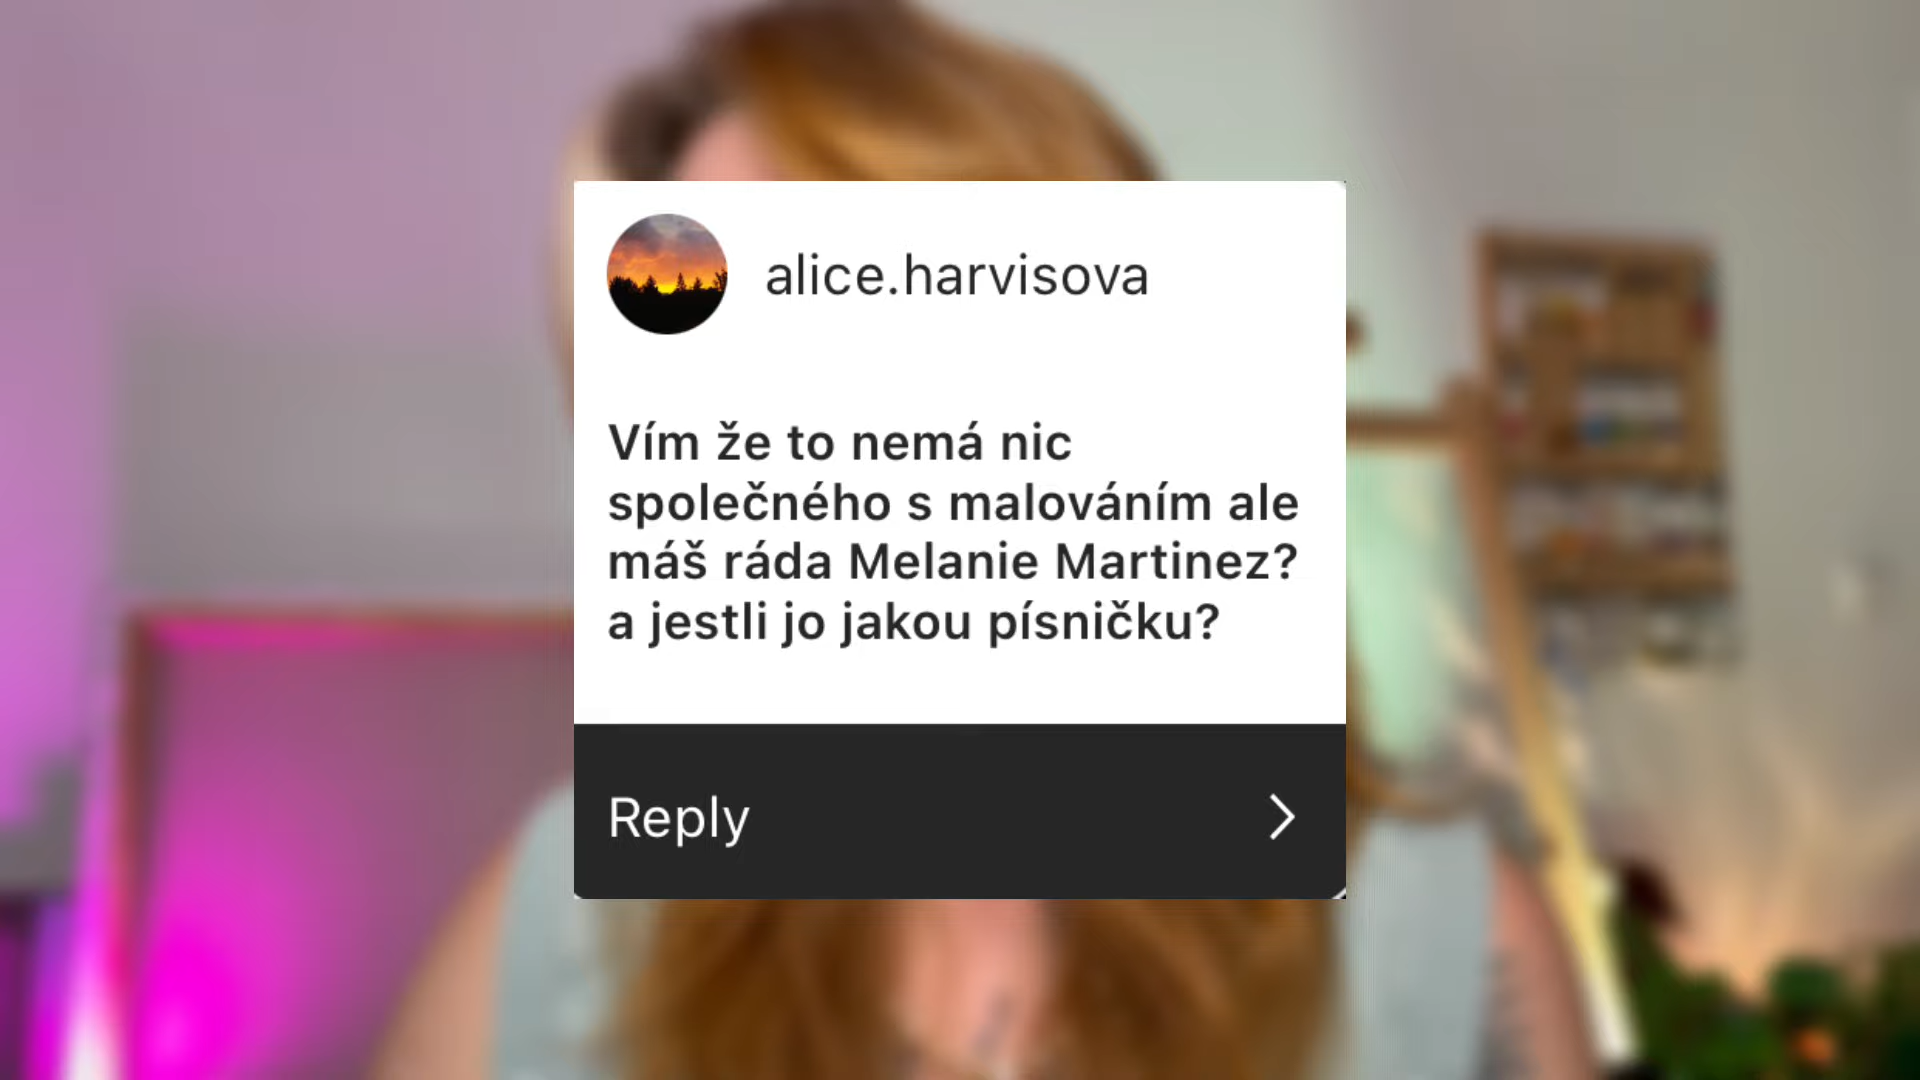 alice.harvisova
Vím že to nemá nic
společného s malováním ale
máš ráda Melanie Martinez?
a jestli jo jakou písničku?
Reply